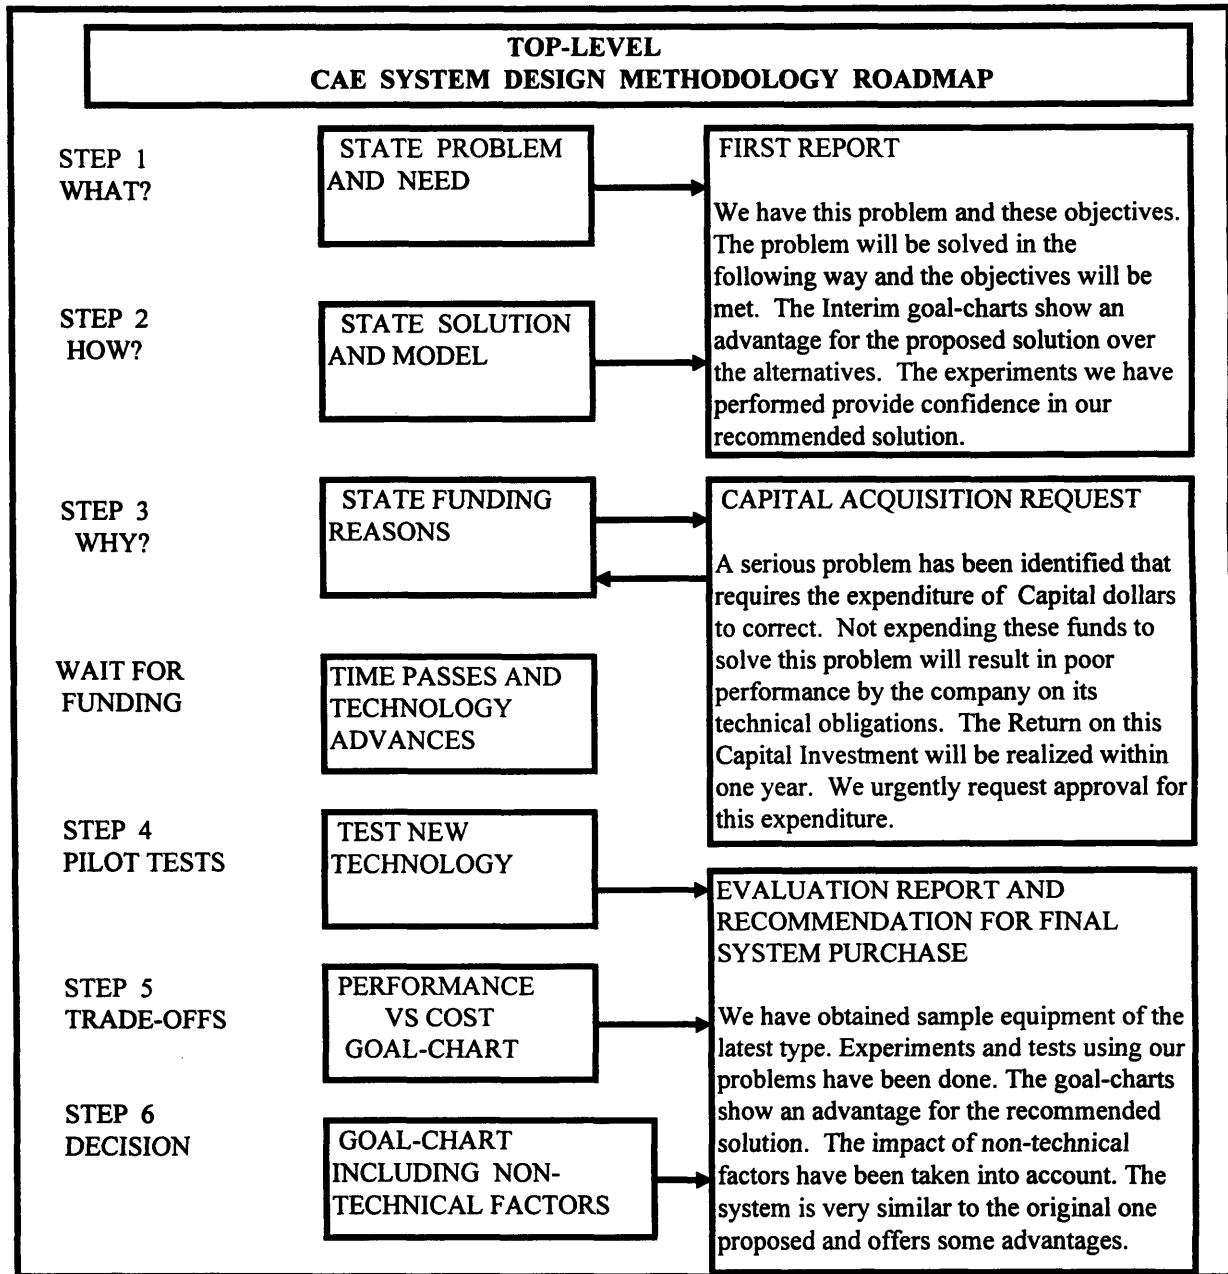 TOP-LEVEL
CAE SYSTEM DESIGN METHODOLOGY ROADMAP
STEP 1
WHAT?
STATE PROBLEM
AND NEED
FIRST REPORT
We have this problem and these objectives.
The problem will be solved in the
following way and the objectives will be
met. The Interim goal-charts show an
advantage for the proposed solution over
the alternatives. The experiments we have
performed provide confidence in our
recommended solution.
STEP 2
HOW?
STATE SOLUTION
AND MODEL
STEP 3
WHY?
STATE FUNDING
REASONS
CAPITAL ACQUISITION REQUEST
A serious problem has been identified that
requires the expenditure of Capital dollars
to correct. Not expending these funds to
solve this problem will result in poor
performance by the company on its
technical obligations. The Return on this
Capital Investment will be realized within
one year. We urgently request approval for
this expenditure.
WAIT FOR
FUNDING
TIME PASSES AND
TECHNOLOGY
ADVANCES
STEP 4
PILOT TESTS
TEST NEW
TECHNOLOGY
EVALUATION REPORT AND
RECOMMENDATION FOR FINAL
SYSTEM PURCHASE
We have obtained sample equipment of the
latest type. Experiments and tests using our
problems have been done. The goal-charts
show an advantage for the recommended
solution. The impact of non-technical
factors have been taken into account. The
system is very similar to the original one
proposed and offers some advantages.
STEP 5
TRADE-OFFS
PERFORMANCE
VS COST
GOAL-CHART
STEP 6
DECISION
GOAL-CHART
INCLUDING NON-
TECHNICAL FACTORS